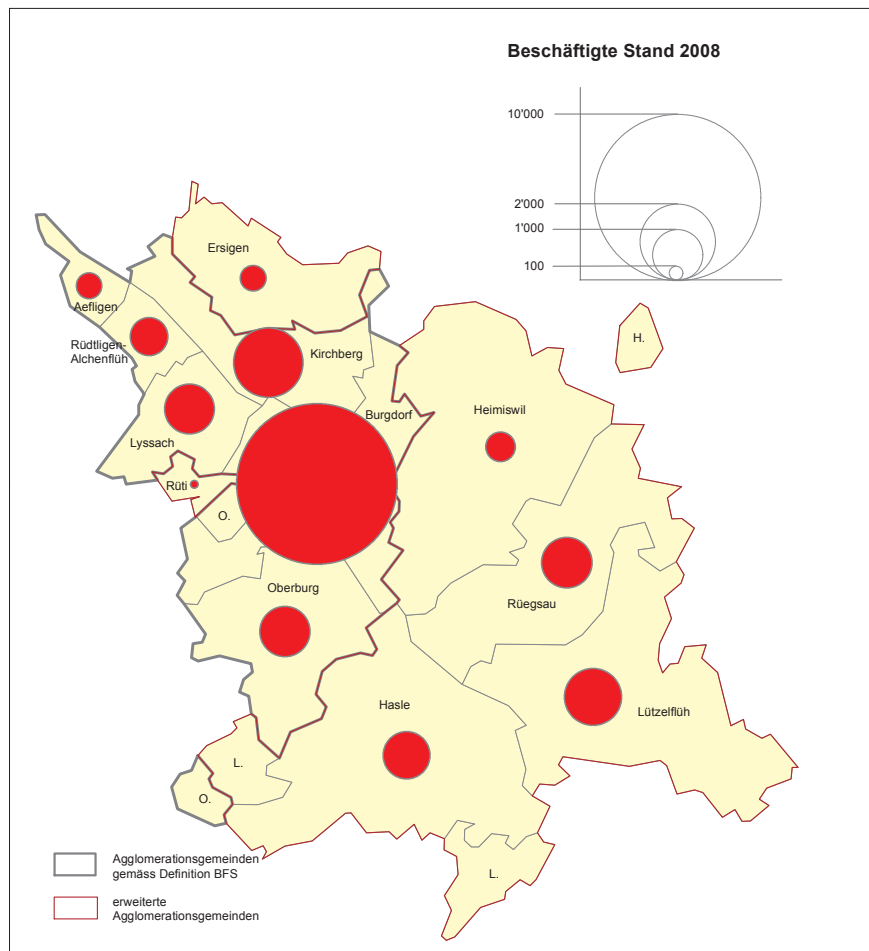 Beschäftigte Stand 2008
10'000
2'000
1'000
100
Ersigen
Aefligen
Rüdtligen-
Alchenflüh
Kirchberg
H.
Lyssach
Burgdorf
Heimiswil
Rüti
O.
Oberburg
Rüegsau
Hasle
Lützelflüh
L.
O.
L.
Agglomerationsgemeinden
gemäss Definition BFS
erweiterte
Agglomerationsgemeinden